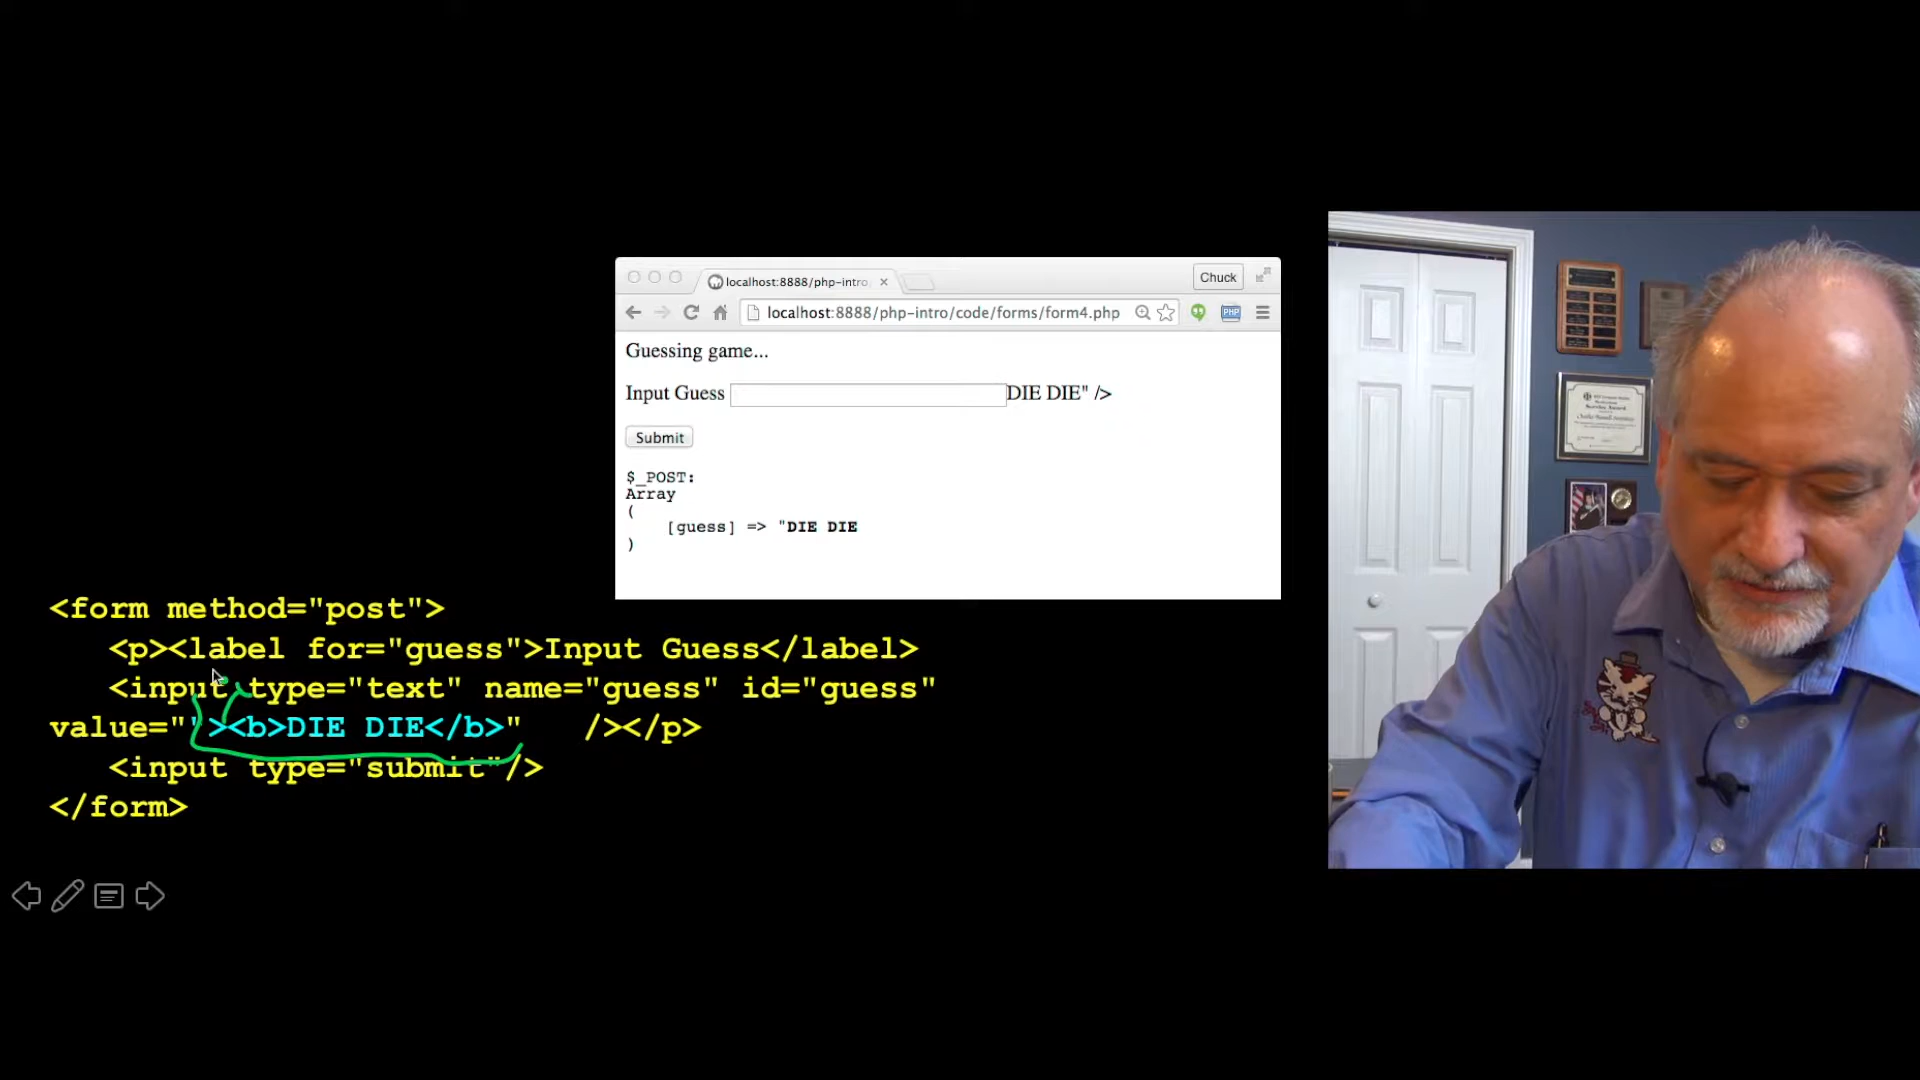 localhost:8888/php-intro
Chuck
localhost:8888/php-intro/code/forms/form4.php
PHP
Guessing game...
Input Guess DIE DIE" />
Submit
$_POST:
Array
(
[guess] => "DIE DIE
)
<form method="post">
<p><label for="guess">Input Guess</label>
<input type="text" name="guess" id="guess"
value=""><b>DIE DIE</b>" /></p>
<input type="submit"/>
</form>